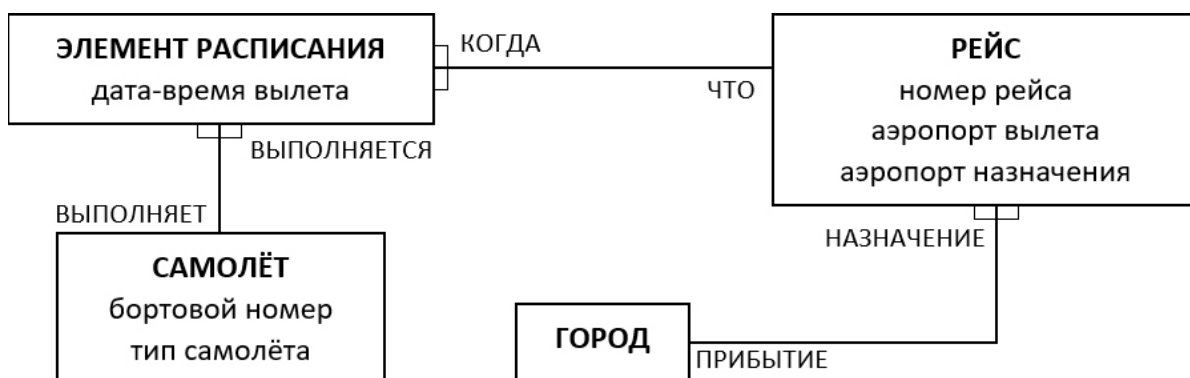 ЭЛЕМЕНТ РАСПИСАНИЯ
дата-время вылета
КОГДА
ЧТО
РЕЙС
номер рейса
аэропорт вылета
аэропорт назначения
ВЫПОЛНЯЕТСЯ
ВЫПОЛНЯЕТ
САМОЛЁТ
бортовой номер
тип самолёта
НАЗНАЧЕНИЕ
ГОРОД
ПРИБЫТИЕ